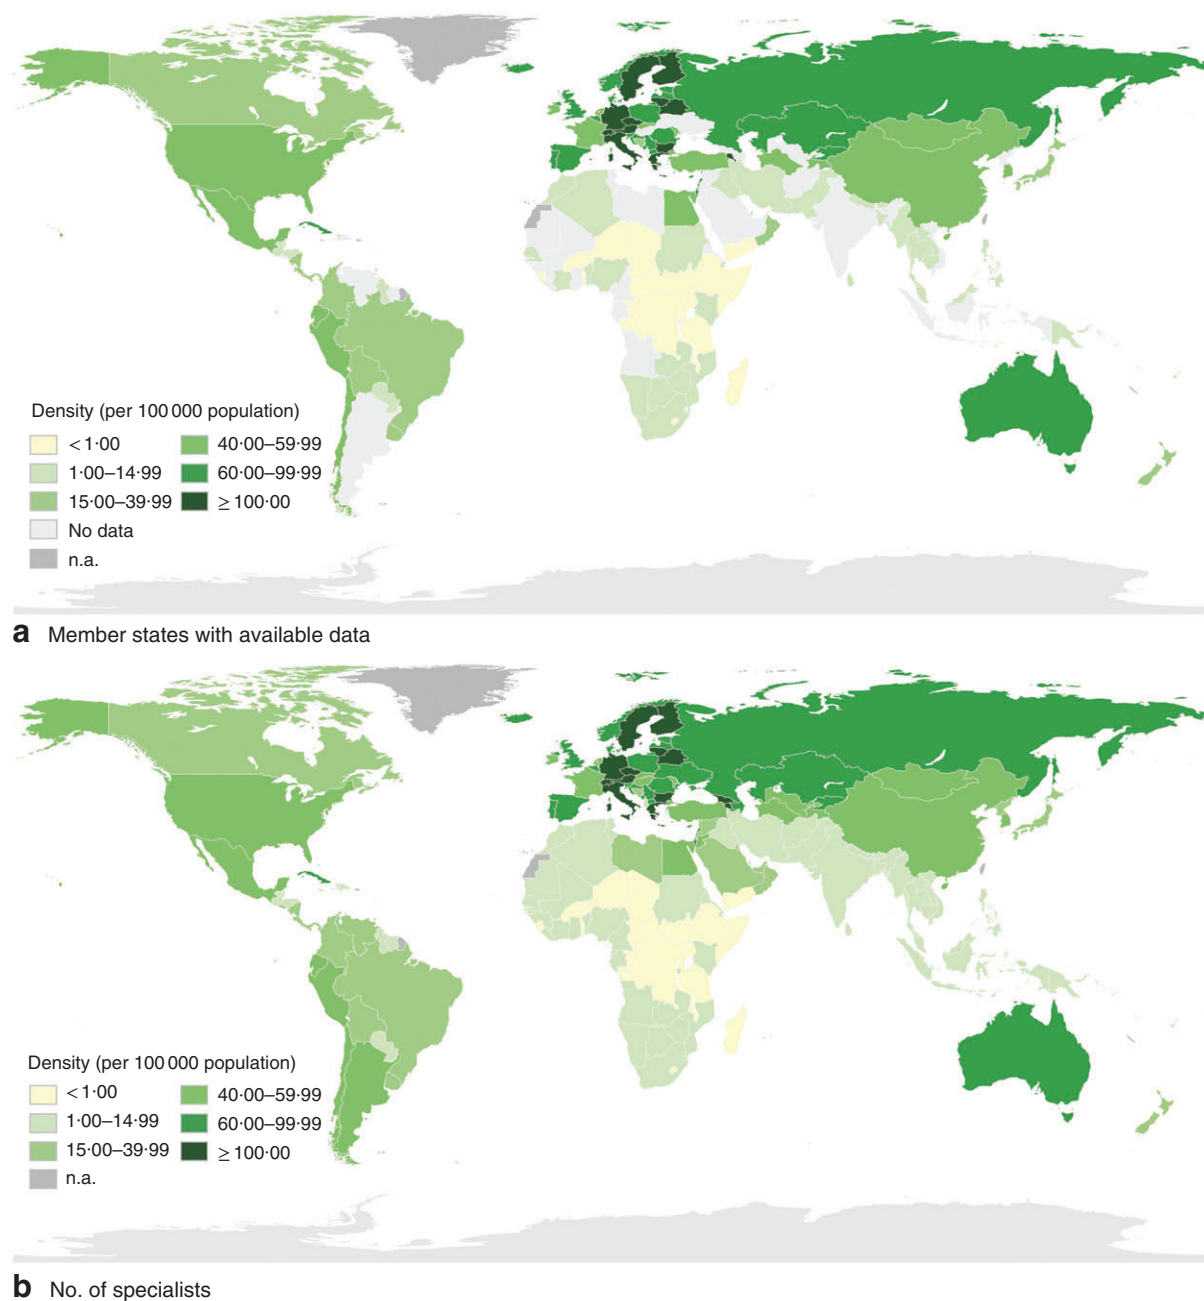 Density (per 100 000 population)
< 1·00
40·00–59·99
1·00–14·99
60·00–99·99
15·00–39·99
≥ 100·00
No data
n.a.
a Member states with available data
Density (per 100 000 population)
< 1·00
40·00–59·99
1·00–14·99
60·00–99·99
15·00–39·99
≥ 100·00
n.a.
b No. of specialists